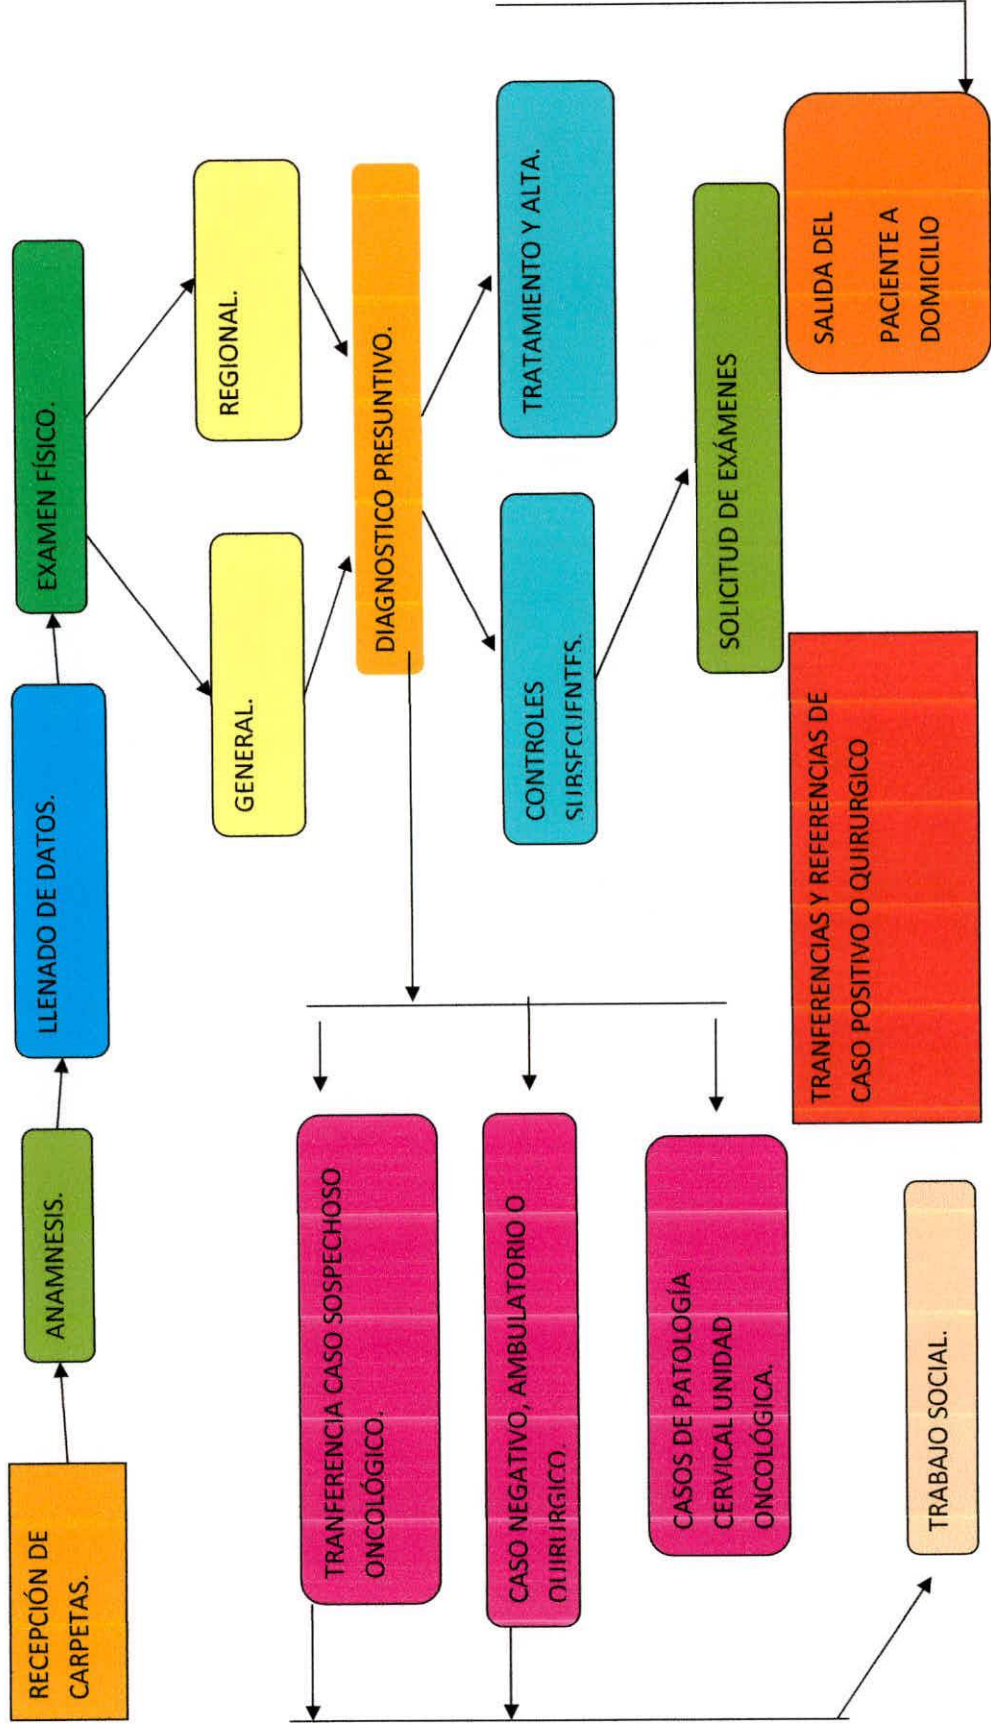 RECEPCIÓN DE
CARPETAS.
ANAMNESIS.
LLENADO DE DATOS.
EXAMEN FÍSICO.
GENERAL.
REGIONAL.
DIAGNOSTICO PRESUNTIVO.
TRANFERENCIA CASO SOSPECHOSO
ONCOLÓGICO.
CASO NEGATIVO, AMBULATORIO O
QUIRURGICO.
CASOS DE PATOLOGÍA
CERVICAL UNIDAD
ONCOLÓGICA.
CONTROLES
SUBSECUENTES.
TRATAMIENTO Y ALTA.
SOLICITUD DE EXÁMENES
TRABAJO SOCIAL.
TRANFERENCIAS Y REFERENCIAS DE
CASO POSITIVO O QUIRURGICO
SALIDA DEL
PACIENTE A
DOMICILIO